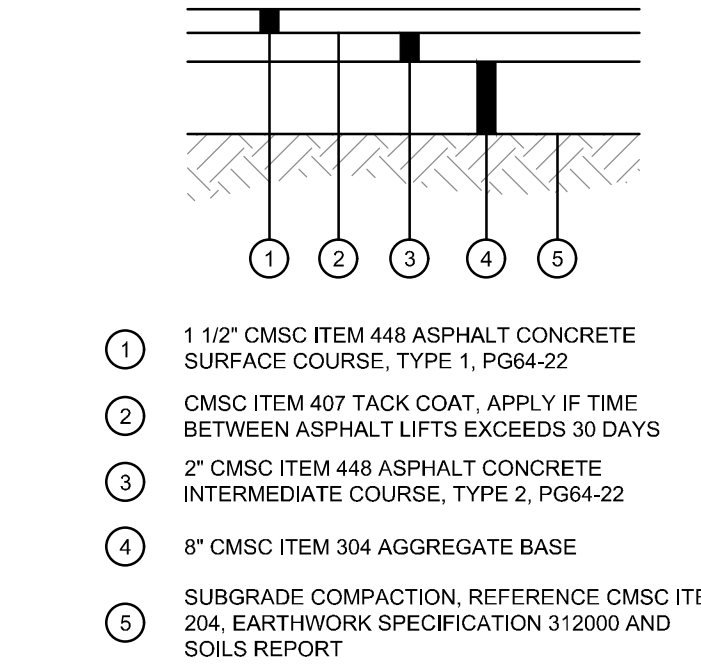 1 2 3 4 5
1 1 1/2" CMSC ITEM 448 ASPHALT CONCRETE
SURFACE COURSE, TYPE 1, PG64-22
2 CMSC ITEM 407 TACK COAT, APPLY IF TIME
BETWEEN ASPHALT LIFTS EXCEEDS 30 DAYS
3 2" CMSC ITEM 448 ASPHALT CONCRETE
INTERMEDIATE COURSE, TYPE 2, PG64-22
4 8" CMSC ITEM 304 AGGREGATE BASE
5 SUBGRADE COMPACTION, REFERENCE CMSC
204, EARTHWORK SPECIFICATION 312000 AND
SOILS REPORT